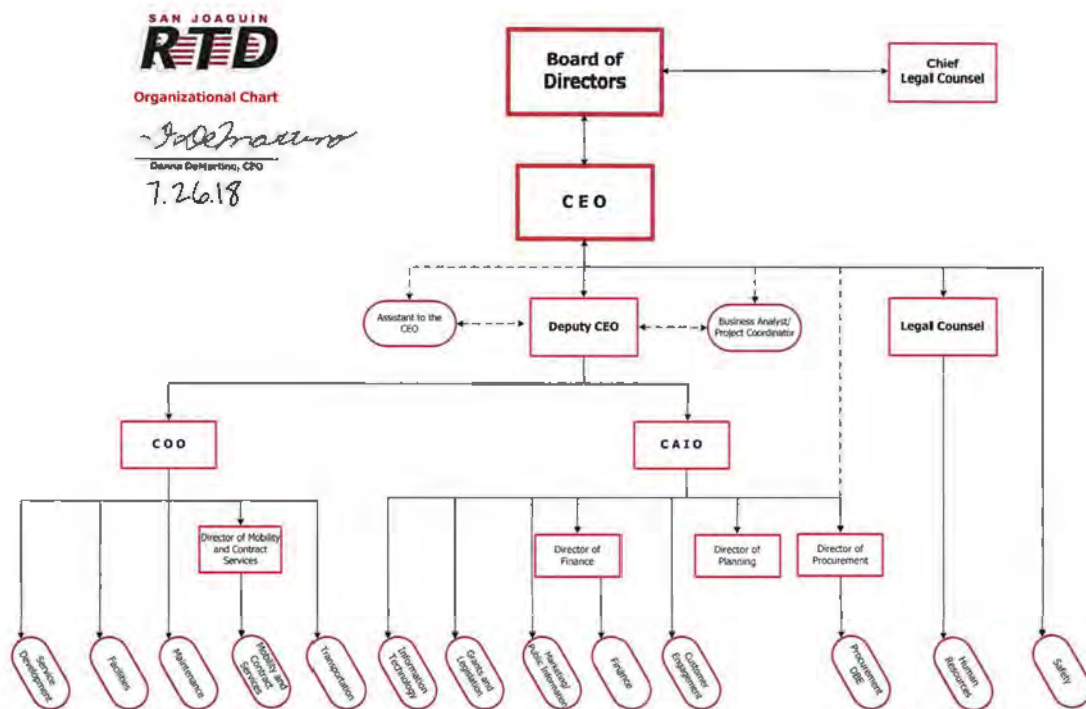 SAN JOAQUIN
RTD
Organizational Chart
Donna DeMartino, CEO
7.26.18
Board of
Directors
Chief
Legal Counsel
CEO
Assistant to the
CEO
Deputy CEO
Business Analyst/
Project Coordinator
Legal Counsel
COO
CAIO
Director of Mobility
and Contract
Services
Director of
Finance
Director of
Planning
Director of
Procurement
Service
Development
Facilities
Maintenance
Mobility and
Contract
Services
Transportation
Information
Technology
Grants and
Legislation
Marketing/
Public Information
Finance
Customer
Engagement
Procurement
DBE
Human
Resources
Safety